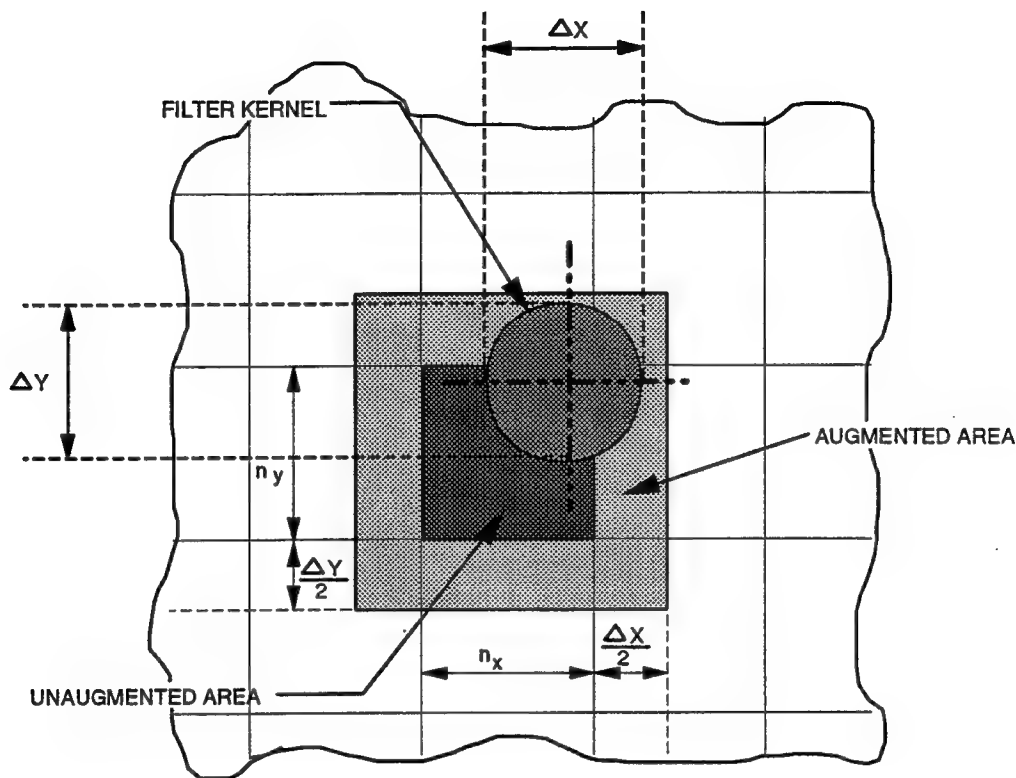 ΔX
FILTER KERNEL
ΔY
AUGMENTED AREA
n_y
ΔY/2
ΔX/2
n_x
UNAUGMENTED AREA